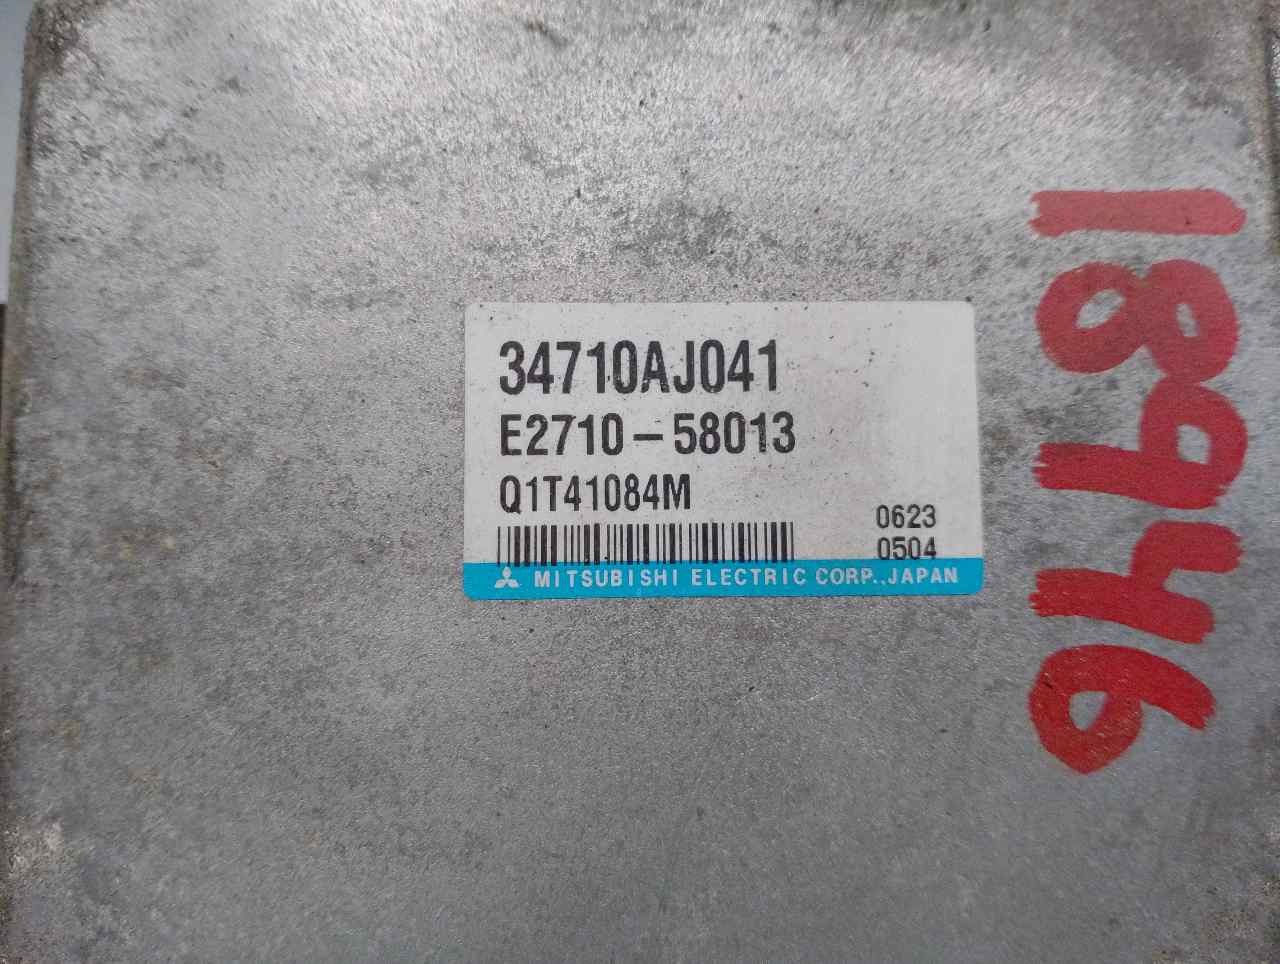 34710AJ041
E2710-58013
Q1T41084M
0623
0504
MITSUBISHI ELECTRIC CORP.,JAPAN
18946